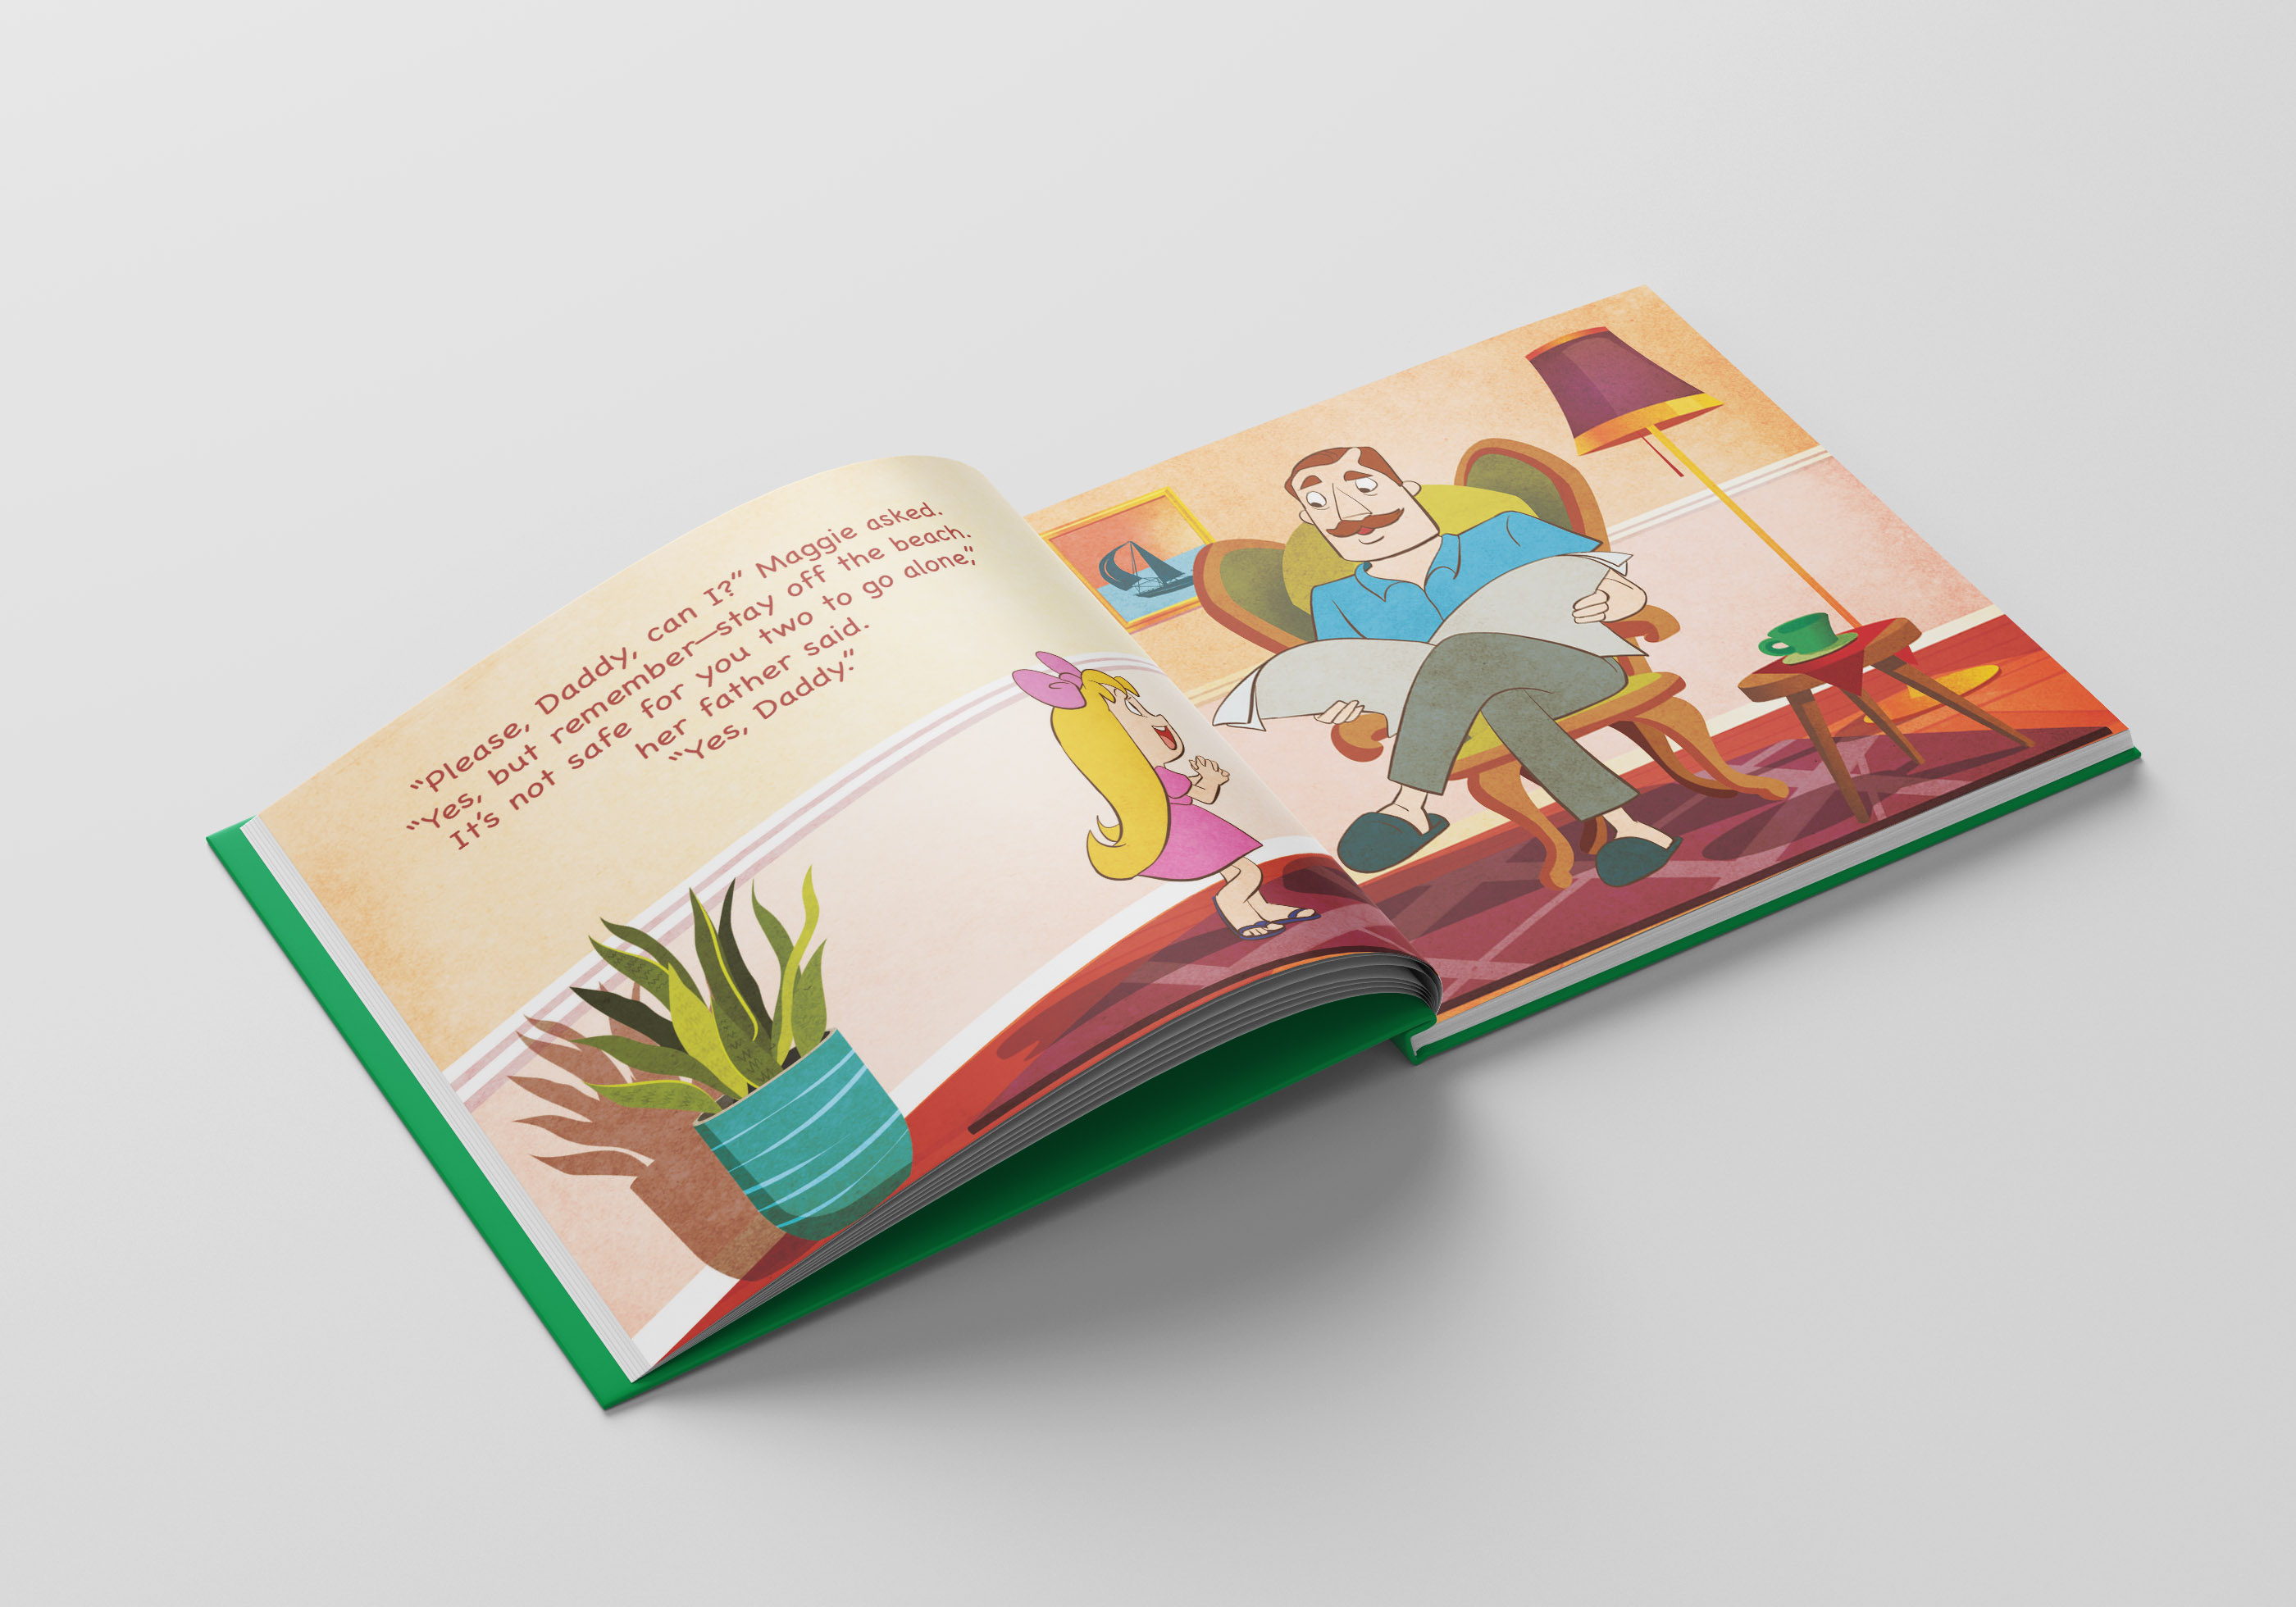 “Please, Daddy, can I?” Maggie asked.
“Yes, but remember—stay off the beach.
It’s not safe for you two to go alone,”
her father said.
“Yes, Daddy.”